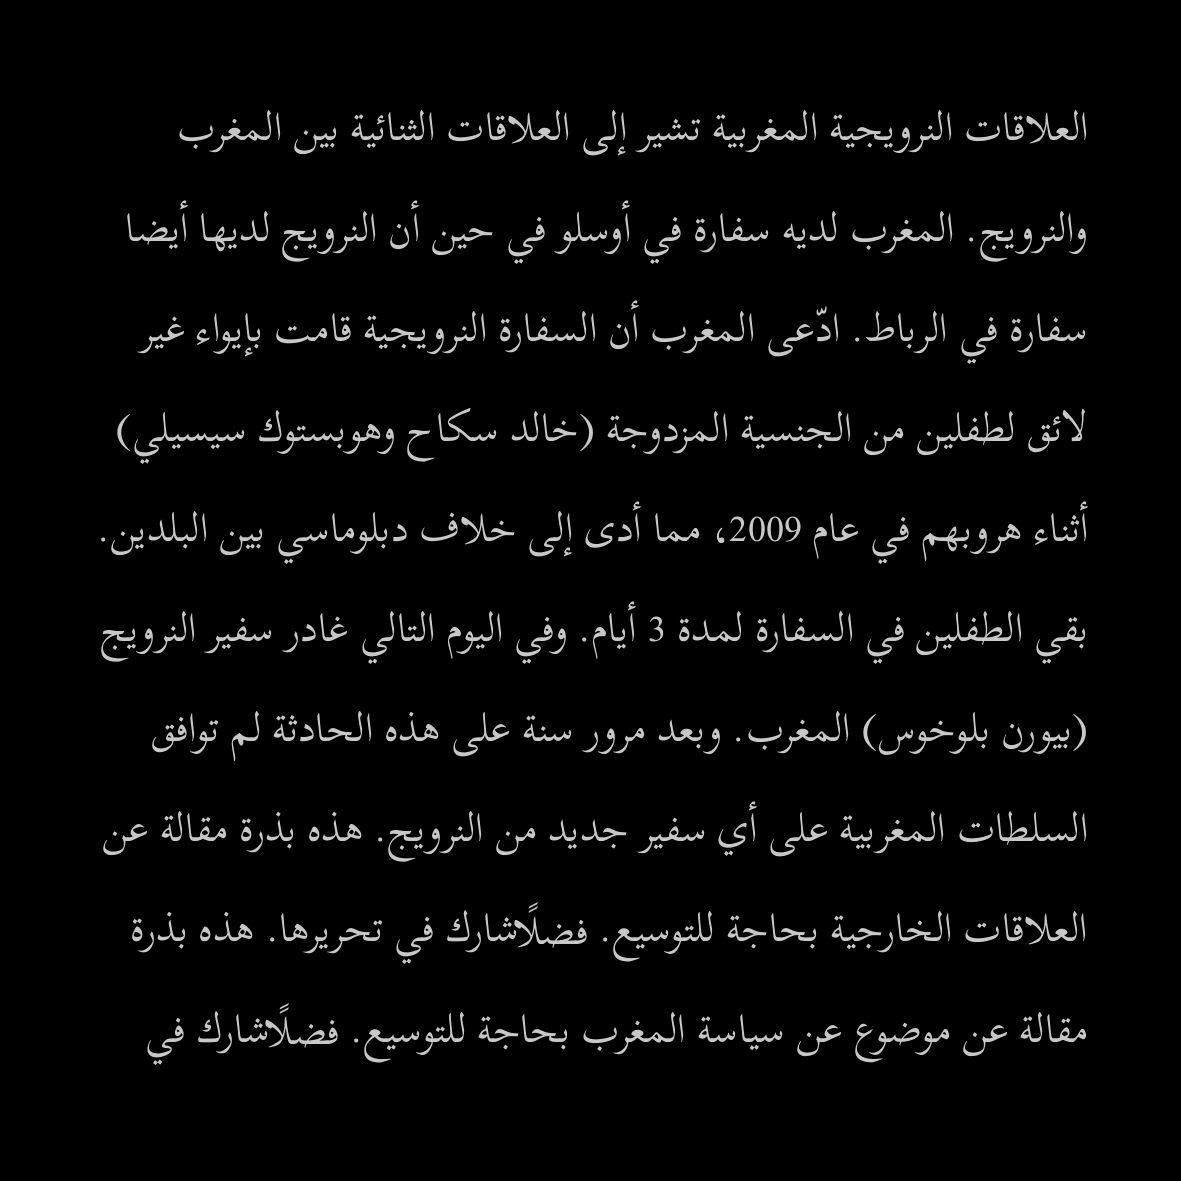 العلاقات النرويجية المغربية تشير إلى العلاقات الثنائية بين المغرب
والنرويج. المغرب لديه سفارة في أوسلو في حين أن النرويج لديها أيضا
سفارة في الرباط. ادّعى المغرب أن السفارة النرويجية قامت بإيواء غير
لائق لطفلين من الجنسية المزدوجة (خالد سكاح وهوبستوك سيسيلي)
أثناء هروبهم في عام 2009، مما أدى إلى خلاف دبلوماسي بين البلدين.
بقي الطفلين في السفارة لمدة 3 أيام. وفي اليوم التالي غادر سفير النرويج
(بيورن بلوخوس) المغرب. وبعد مرور سنة على هذه الحادثة لم توافق
السلطات المغربية على أي سفير جديد من النرويج. هذه بذرة مقالة عن
العلاقات الخارجية بحاجة للتوسيع. فضلًاشارك في تحريرها. هذه بذرة
مقالة عن موضوع عن سياسة المغرب بحاجة للتوسيع. فضلًاشارك في